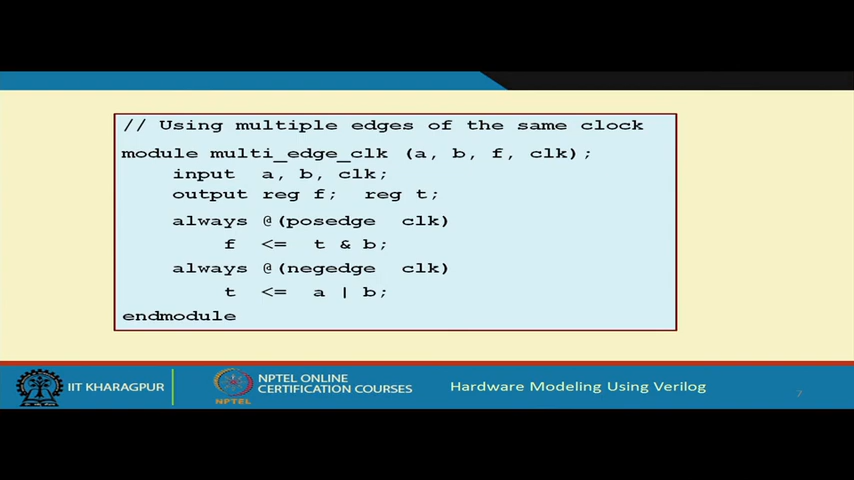 // Using multiple edges of the same clock
module multi_edge_clk (a, b, f, clk);
input a, b, clk;
output reg f; reg t;
always @(posedge clk)
f <= t & b;
always @(negedge clk)
t <= a | b;
endmodule
IIT KHARAGPUR
NPTEL
NPTEL ONLINE
CERTIFICATION COURSES
Hardware Modeling Using Verilog
7